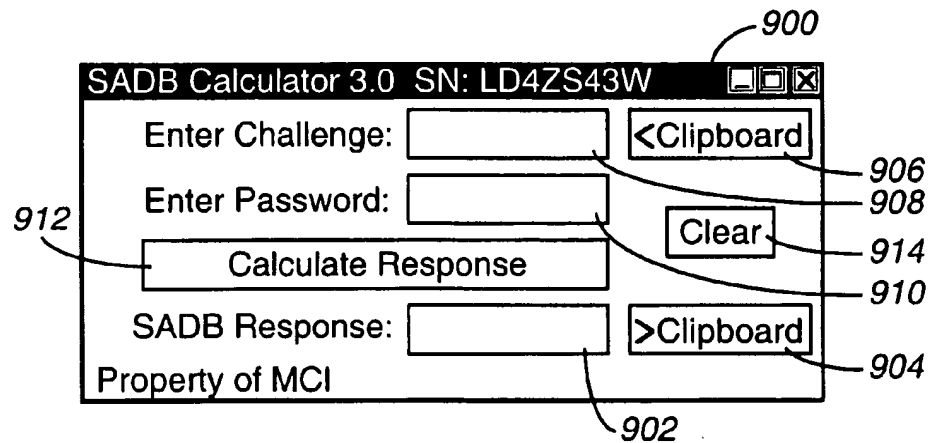 900
SADB Calculator 3.0 SN: LD4ZS43W
Enter Challenge: <Clipboard
906
Enter Password: 908
912 Clear
Calculate Response 914
910
SADB Response: >Clipboard
904
Property of MCI
902